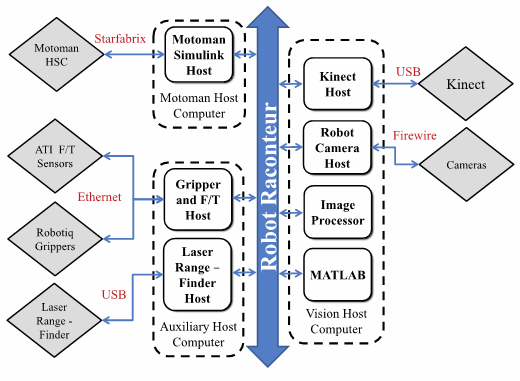 Motoman
HSC
Starfabrix
Motoman
Simulink
Host
Motoman Host
Computer
ATI F/T
Sensors
Ethernet
Robotiq
Grippers
Gripper
and F/T
Host
Laser
Range –
Finder
Host
USB
Laser
Range -
Finder
Auxiliary Host
Computer
Robot Raconteur
Kinect
Host
USB
Kinect
Robot
Camera
Host
Firewire
Cameras
Image
Processor
MATLAB
Vision Host
Computer